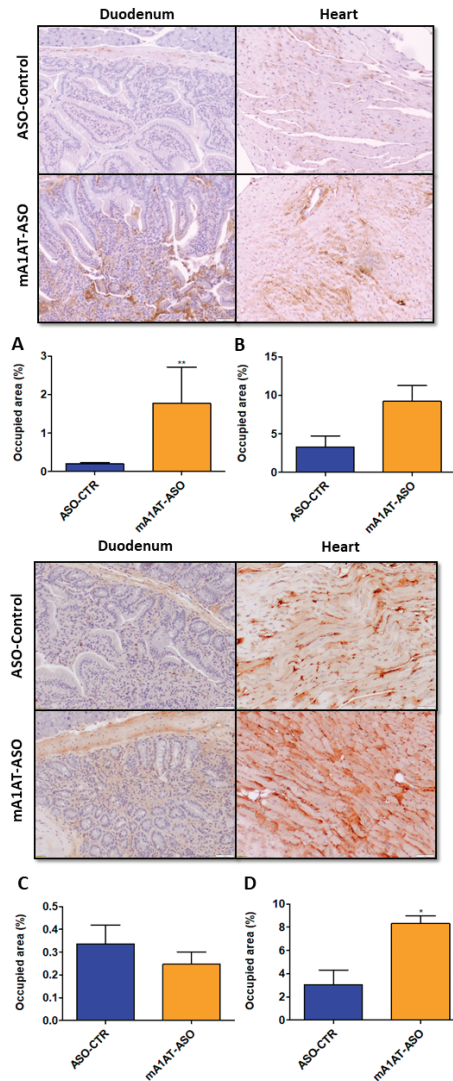 Duodenum Heart
ASO-Control
mA1AT-ASO
A B
Occupied area (%)
3
2
1
0
**
ASO-CTR
mA1AT-ASO
Occupied area (%)
15
10
5
0
ASO-CTR
mA1AT-ASO
Duodenum Heart
ASO-Control
mA1AT-ASO
C D
Occupied area (%)
0.5
0.4
0.3
0.2
0.1
0.0
ASO-CTR
mA1AT-ASO
Occupied area (%)
10
8
6
4
2
0
*
ASO-CTR
mA1AT-ASO